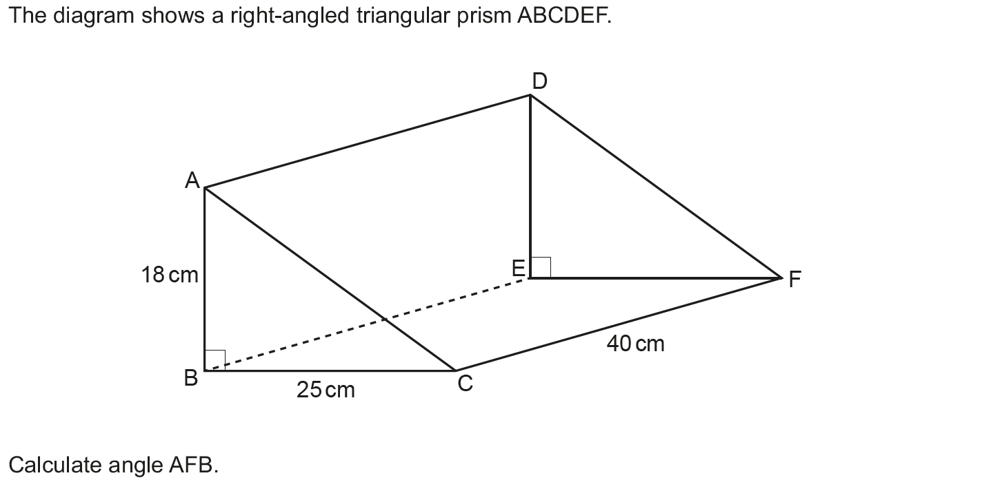 The diagram shows a right-angled triangular prism ABCDEF.
D
A
18 cm
E
F
40 cm
B
25 cm
C
Calculate angle AFB.